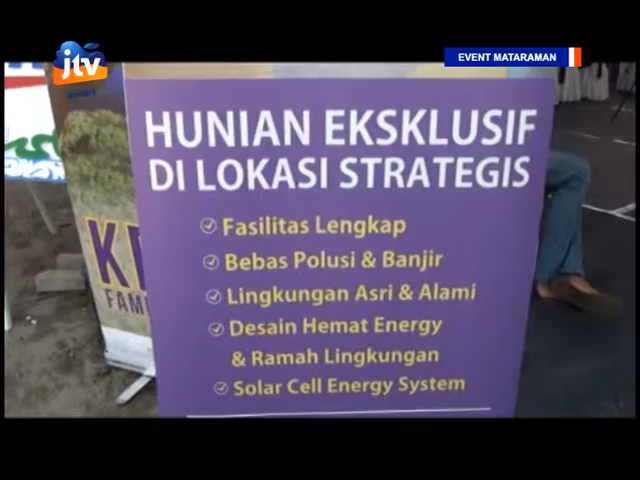 jtv
EVENT MATARAMAN
HUNIAN EKSKLUSIF
DI LOKASI STRATEGIS
Fasilitas Lengkap
Bebas Polusi & Banjir
Lingkungan Asri & Alami
Desain Hemat Energy
& Ramah Lingkungan
Solar Cell Energy System
FAM